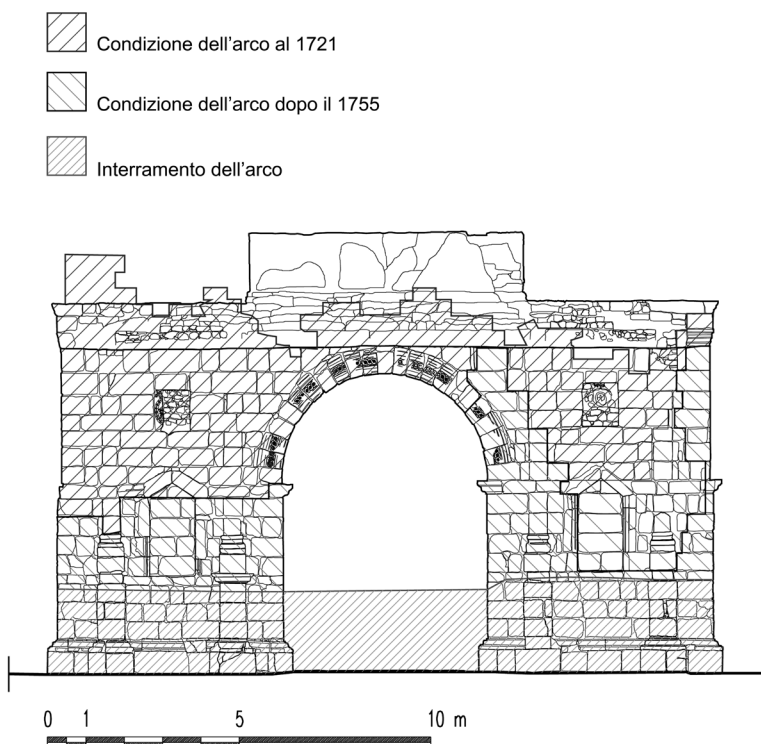 Condizione dell'arco al 1721
Condizione dell'arco dopo il 1755
Interramento dell'arco
0 1 5 10 m